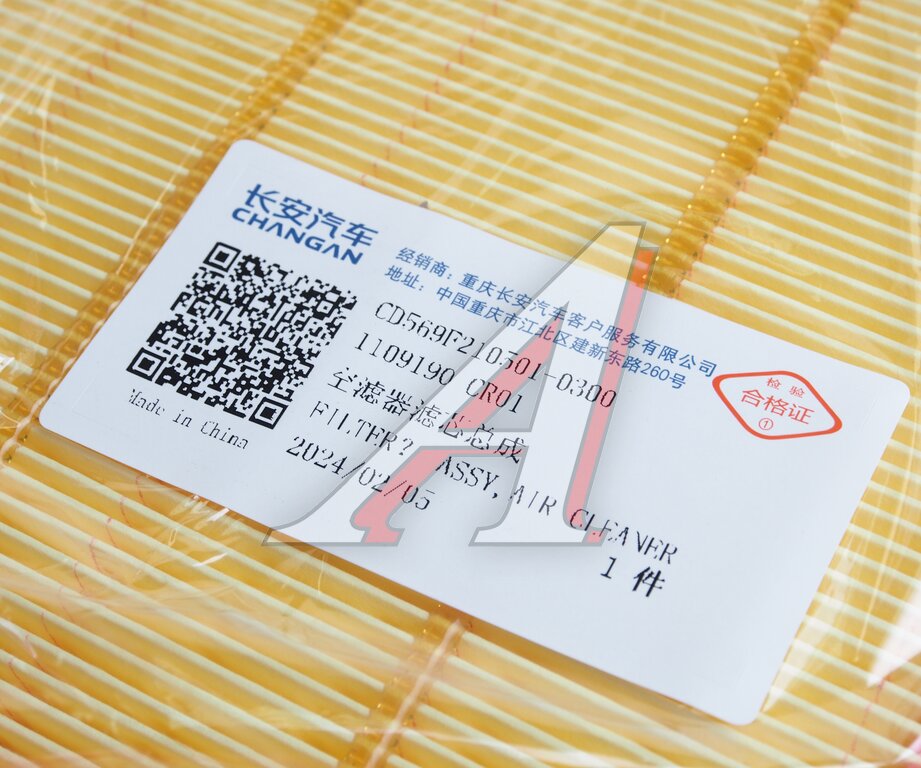 长安汽车
CHANGAN
经销商：重庆长安汽车客户服务有限公司
地址：中国重庆市江北区建新东路260号
CD569F210501-0300
1109190 CR01
空滤器滤芯总成
FILTER? ASSY,AIR CLEANER
2024/02/05
1 件
Made in China
检验
合格证
①